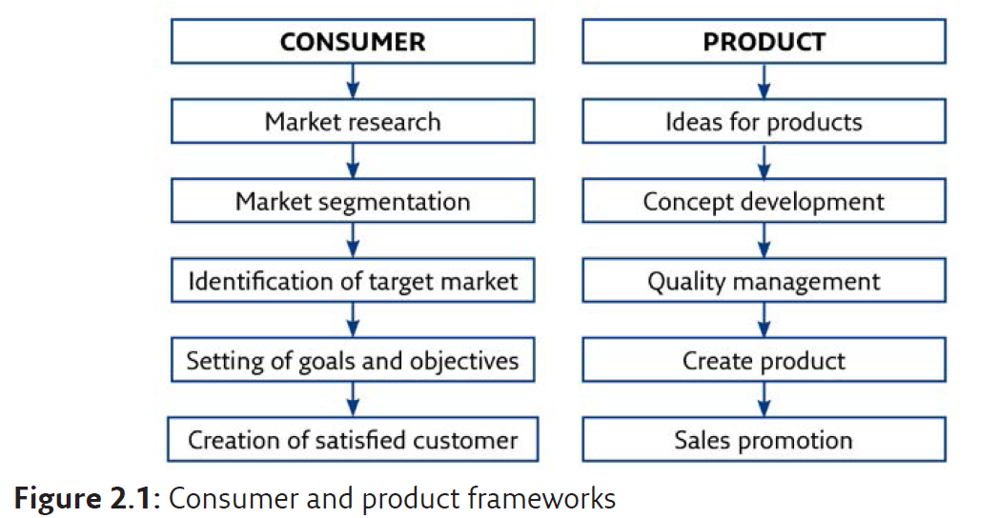 CONSUMER
Market research
Market segmentation
Identification of target market
Setting of goals and objectives
Creation of satisfied customer
PRODUCT
Ideas for products
Concept development
Quality management
Create product
Sales promotion
Figure 2.1: Consumer and product frameworks